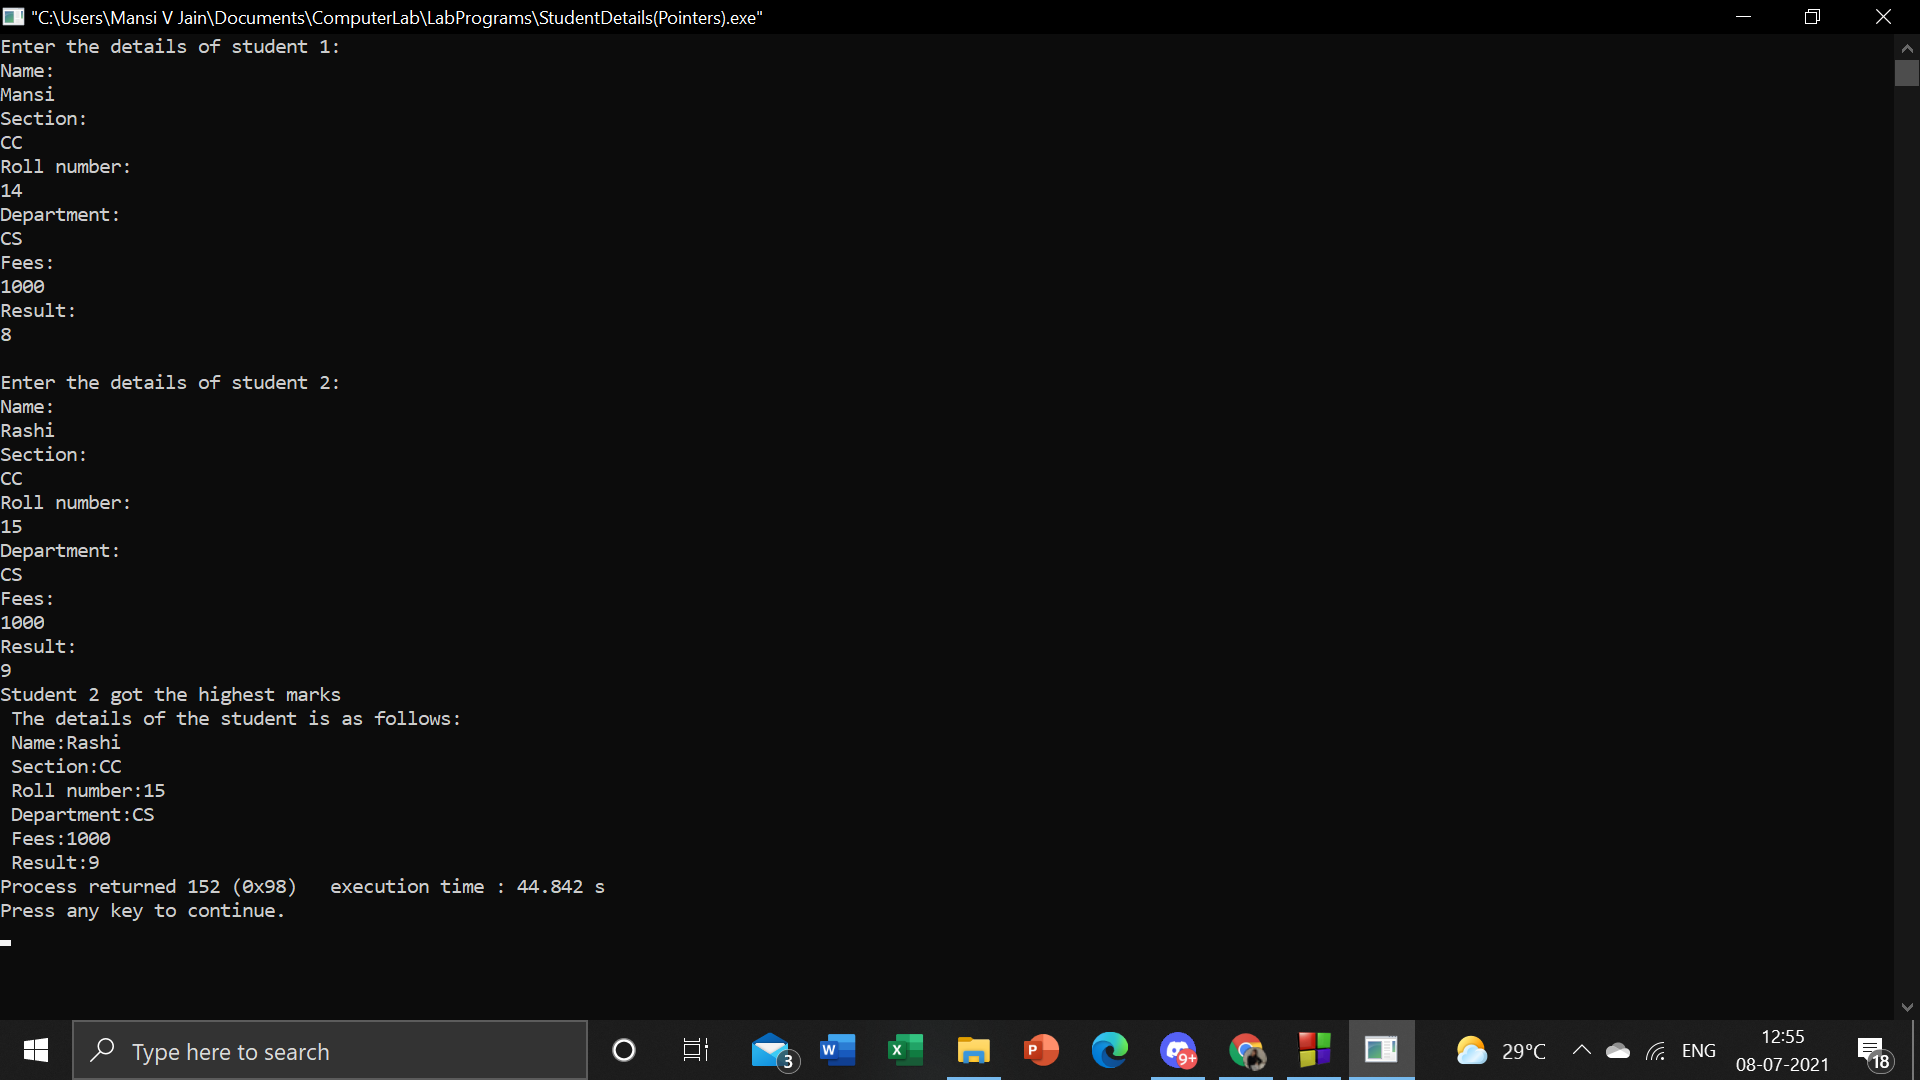 "C:\Users\Mansi V Jain\Documents\ComputerLab\LabPrograms\StudentDetails(Pointers).exe"
Enter the details of student 1:
Name:
Mansi
Section:
CC
Roll number:
14
Department:
CS
Fees:
1000
Result:
8
Enter the details of student 2:
Name:
Rashi
Section:
CC
Roll number:
15
Department:
CS
Fees:
1000
Result:
9
Student 2 got the highest marks
The details of the student is as follows:
Name:Rashi
Section:CC
Roll number:15
Department:CS
Fees:1000
Result:9
Process returned 152 (0x98)   execution time : 44.842 s
Press any key to continue.
Type here to search
3
W
X
P
9+
29°C
ENG
12:55
08-07-2021
18